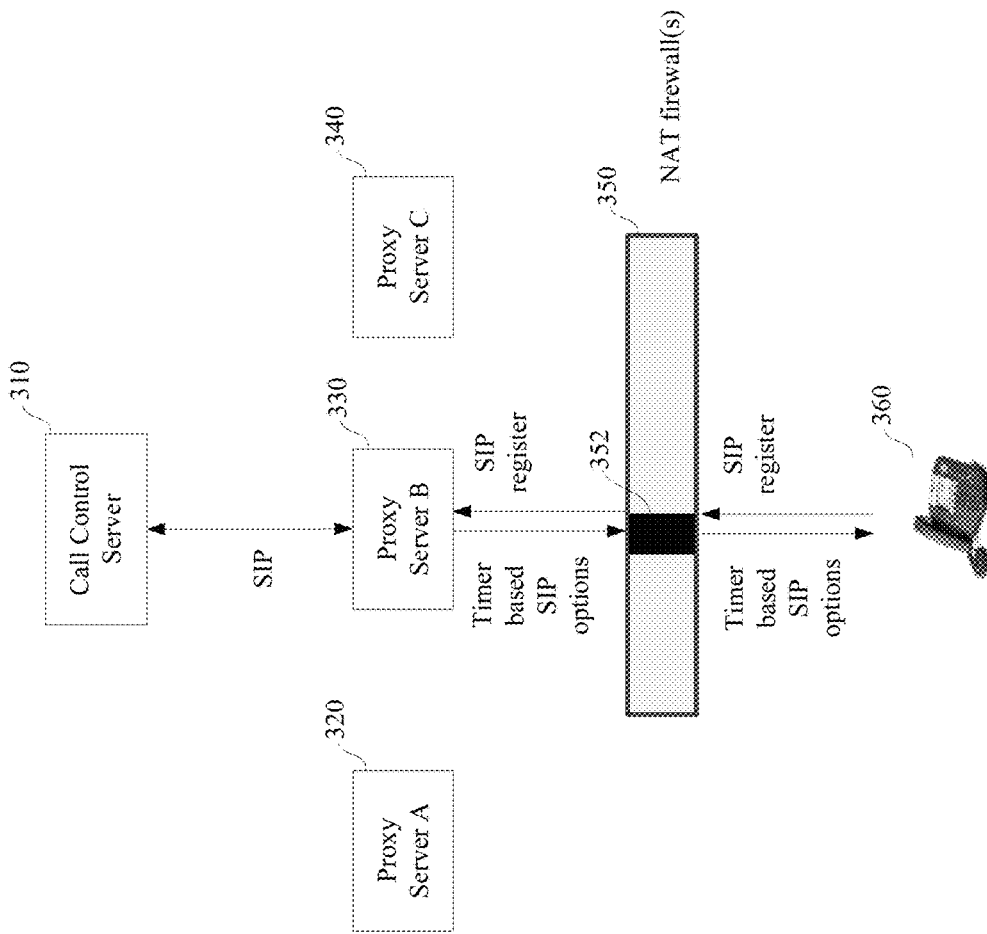 310
Call Control
Server
SIP
320
Proxy
Server A
330
Proxy
Server B
340
Proxy
Server C
Timer
based
SIP
options
SIP
register
352
350
NAT firewall(s)
Timer
based
SIP
options
SIP
register
360